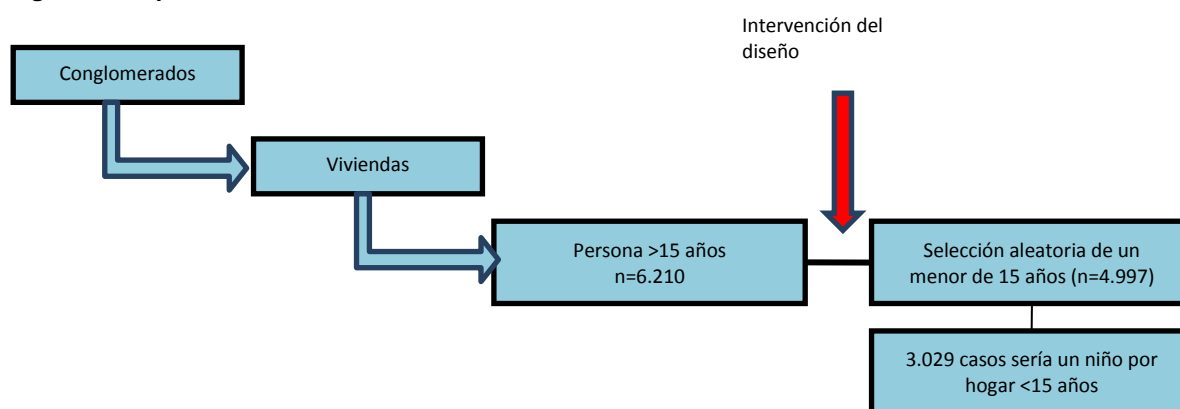 Intervención del
diseño
Conglomerados
Viviendas
Persona >15 años
n=6.210
Selección aleatoria de un
menor de 15 años (n=4.997)
3.029 casos sería un niño por
hogar <15 años